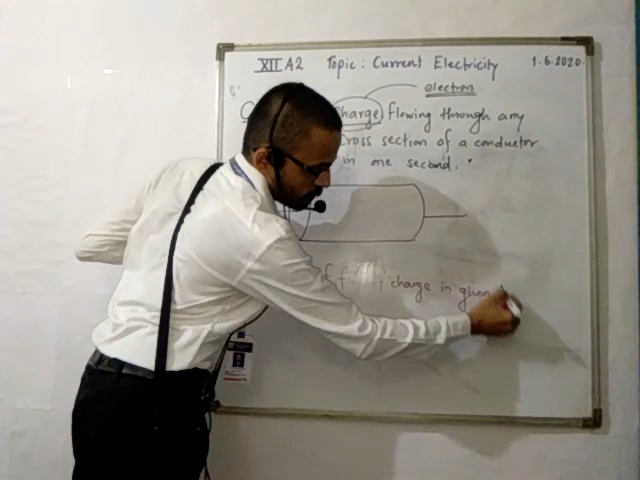 XII A2 Topic : Current Electricity 1.6.2020
electron
Charge flowing through any
cross section of a conductor
in one second.
charge in given